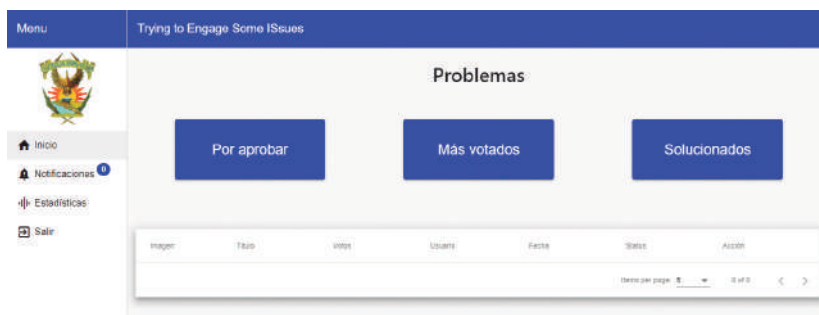 Menu
Trying to Engage Some ISsues
Problemas
Inicio
Por aprobar
Más votados
Solucionados
Notificaciones 0
Estadísticas
Salir
Imagen Título Votos Usuario Fecha Status Acción
Items per page: 5 0 of 0